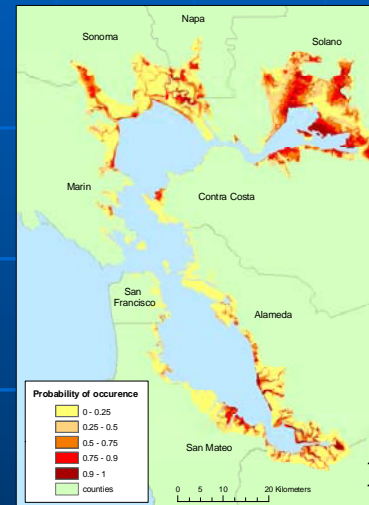 Napa
Sonoma
Solano
Marin
Contra Costa
San
Francisco
Alameda
San Mateo
Probability of occurence
0 - 0.25
0.25 - 0.5
0.5 - 0.75
0.75 - 0.9
0.9 - 1
counties
0 5 10 20 Kilometers